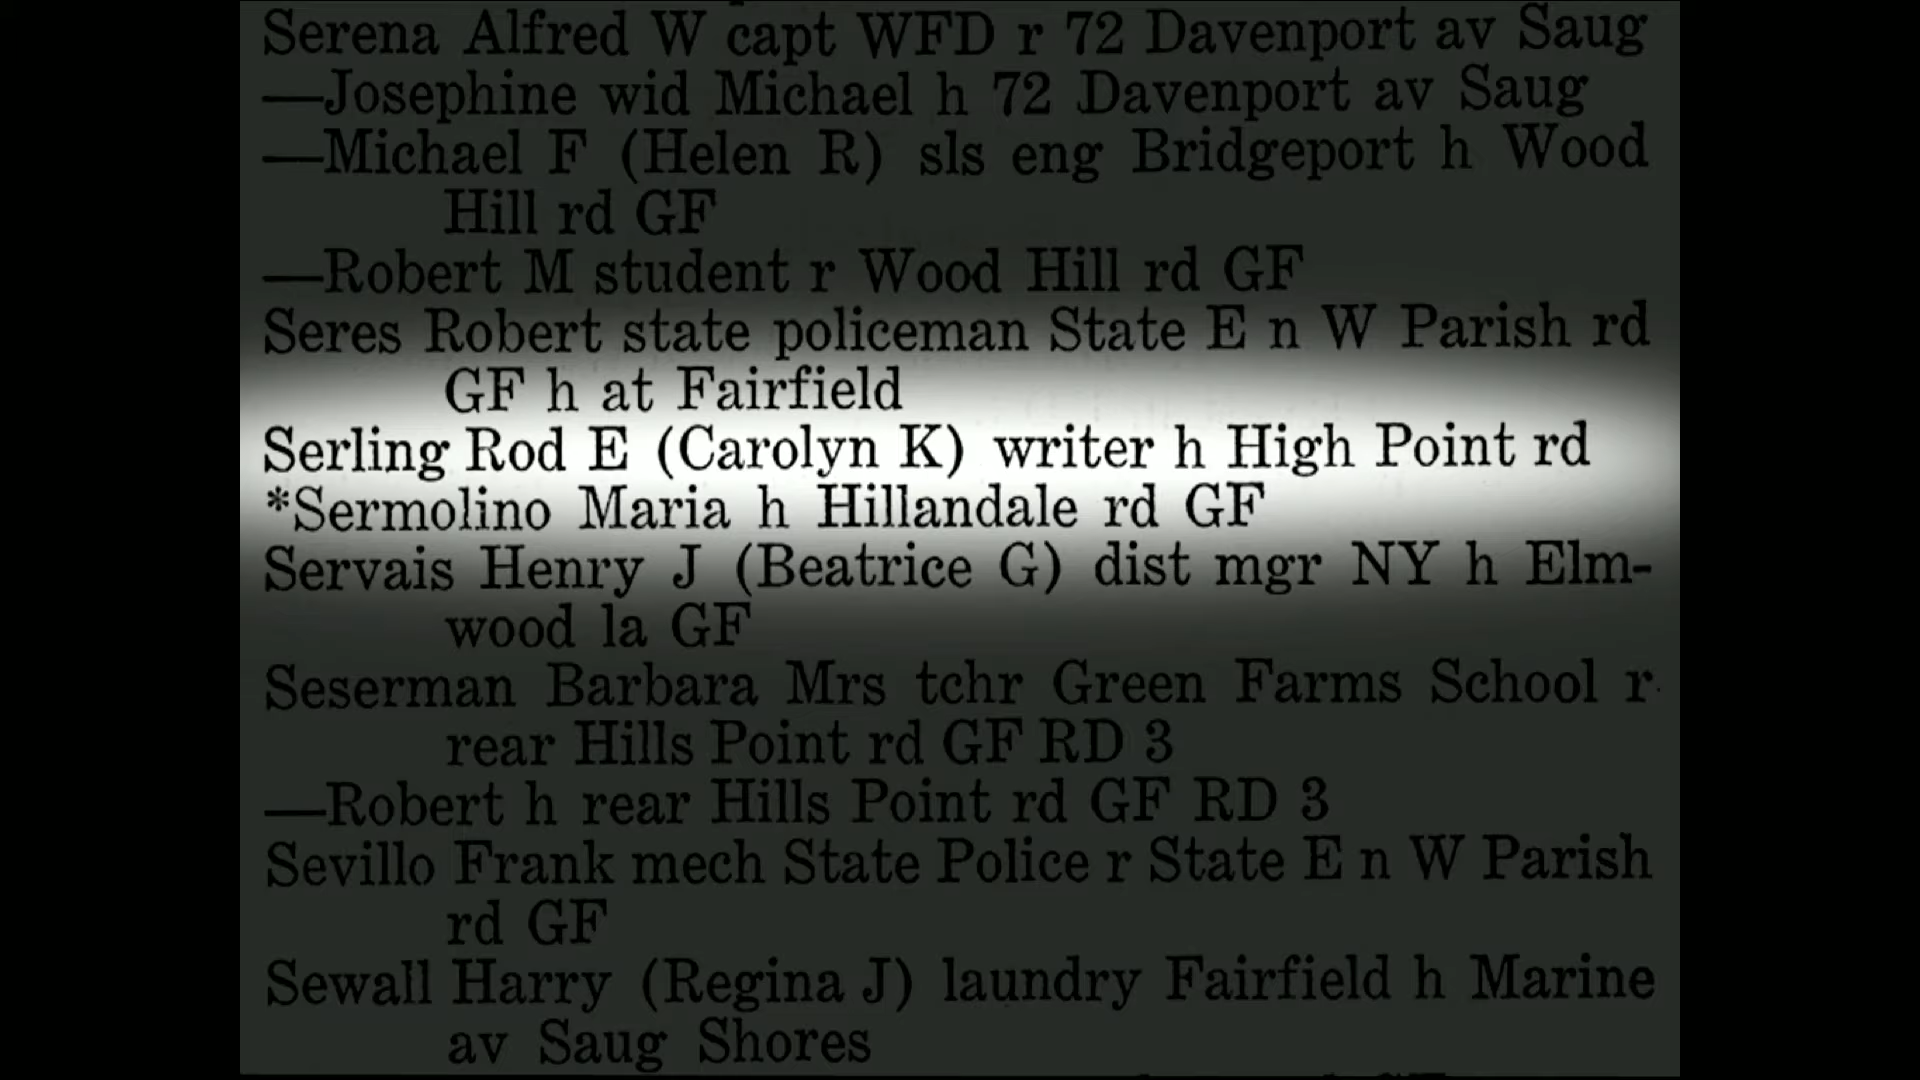 Serena Alfred W capt WFD r 72 Davenport av Saug
—Josephine wid Michael h 72 Davenport av Saug
—Michael F (Helen R) sls eng Bridgeport h Wood
Hill rd GF
—Robert M student r Wood Hill rd GF
Seres Robert state policeman State E n W Parish rd
GF h at Fairfield
Serling Rod E (Carolyn K) writer h High Point rd
*Sermolino Maria h Hillandale rd GF
Servais Henry J (Beatrice G) dist mgr NY h Elm-
wood la GF
Seserman Barbara Mrs tchr Green Farms School r
rear Hills Point rd GF RD 3
—Robert h rear Hills Point rd GF RD 3
Sevillo Frank mech State Police r State E n W Parish
rd GF
Sewall Harry (Regina J) laundry Fairfield h Marine
av Saug Shores